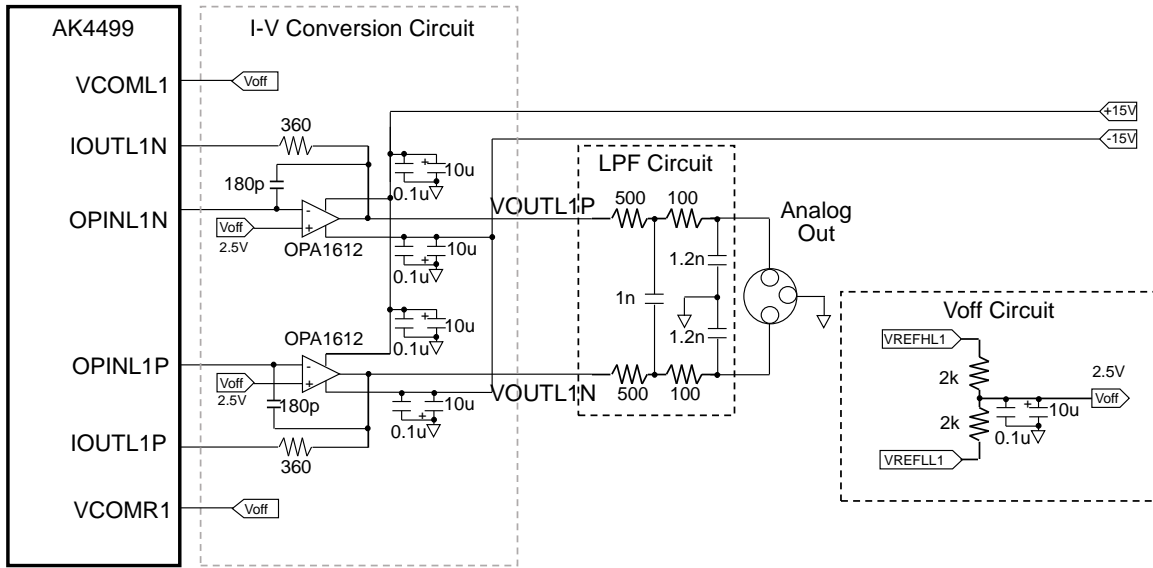 AK4499
I-V Conversion Circuit
VCOML1
Voff
+15V
360
IOUTL1N
-15V
10u
LPF Circuit
180p
0.1u
500
100
OPINL1N
VOUTL1P
Analog
Out
Voff
2.5V
-
+
OPA1612
10u
0.1u
1.2n
1n
Voff Circuit
OPA1612
10u
0.1u
1.2n
VREFHL1
OPINL1P
-
+
2k
2.5V
Voff
2.5V
180p
VOUTL1N
500
100
10u
0.1u
10u
Voff
2k
0.1u
IOUTL1P
360
VREFLL1
VCOMR1
Voff
+
+
+
+
+